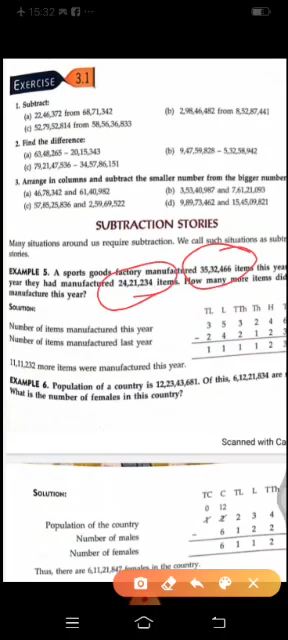 15:32
EXERCISE 3.1
1. Subtract:
(a) 22,46,372 from 68,71,342 (b) 2,98,46,482 from 8,52,87,441
(c) 52,79,52,814 from 58,56,36,833
2. Find the difference:
(a) 63,48,265 – 20,15,343 (b) 9,47,59,828 – 5,32,58,942
(c) 79,21,47,536 – 34,57,86,151
3. Arrange in columns and subtract the smaller number from the bigger number
(a) 46,78,342 and 61,40,982 (b) 3,53,40,987 and 7,61,21,093
(c) 57,85,25,836 and 2,59,69,522 (d) 9,89,73,462 and 15,45,09,821
SUBTRACTION STORIES
Many situations around us require subtraction. We call such situations as
stories.
EXAMPLE 5. A sports goods factory manufactured 35,32,466 items this
year they had manufactured 24,21,234 items. How many more items did
manufacture this year?
SOLUTION:
TL L TTh Th H
Number of items manufactured this year 3 5 3 2 4
Number of items manufactured last year – 2 4 2 1 2
1 1 1 1 2
11,11,232 more items were manufactured this year.
EXAMPLE 6. Population of a country is 12,23,43,681. Of this, 6,12,21,834 are
What is the number of females in this country?
Scanned with
SOLUTION:
TC C TL L TTh
0 12
1 2 2 3 4
Population of the country
Number of males – 6 1 2 2
Number of females 6 1 1 2
Thus, there are 6,11,21,847 females in the country.